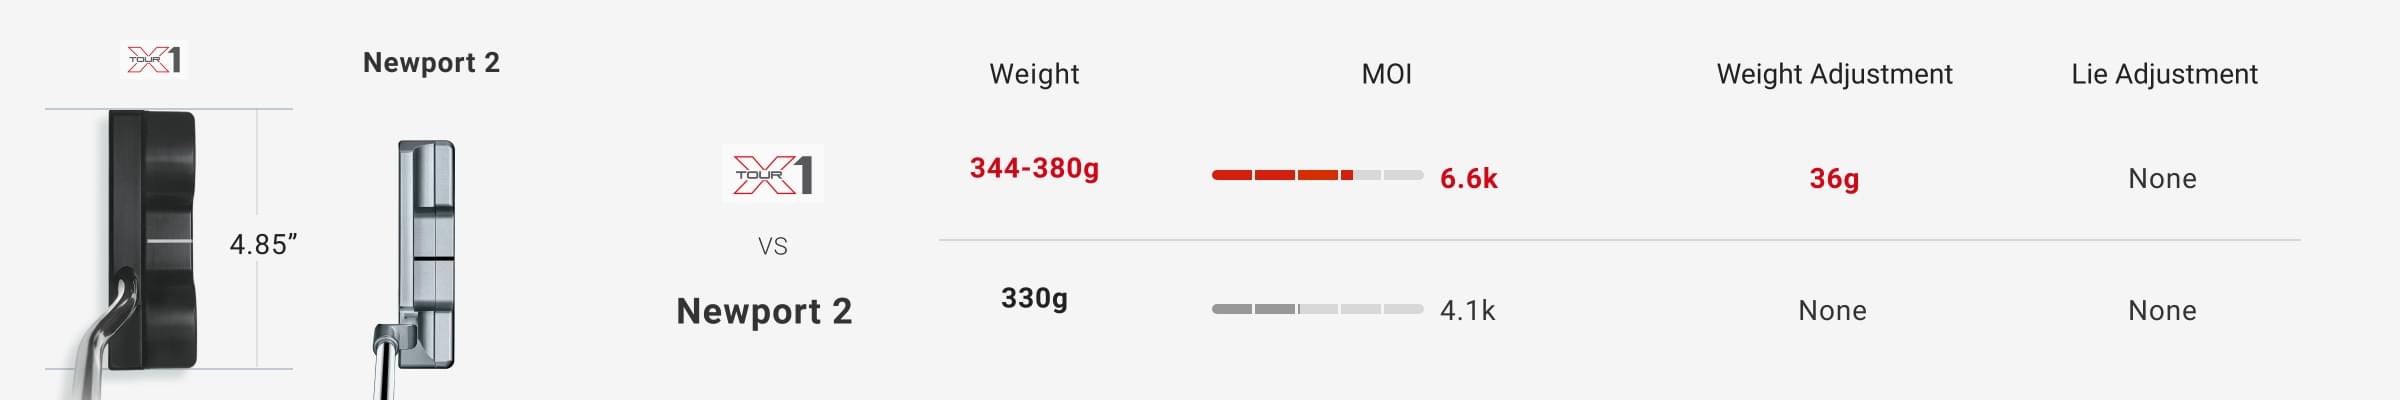 TOUR X1
Newport 2
4.85”
Weight
MOI
Weight Adjustment
Lie Adjustment
TOUR X1
344-380g
6.6k
36g
None
VS
Newport 2
330g
4.1k
None
None